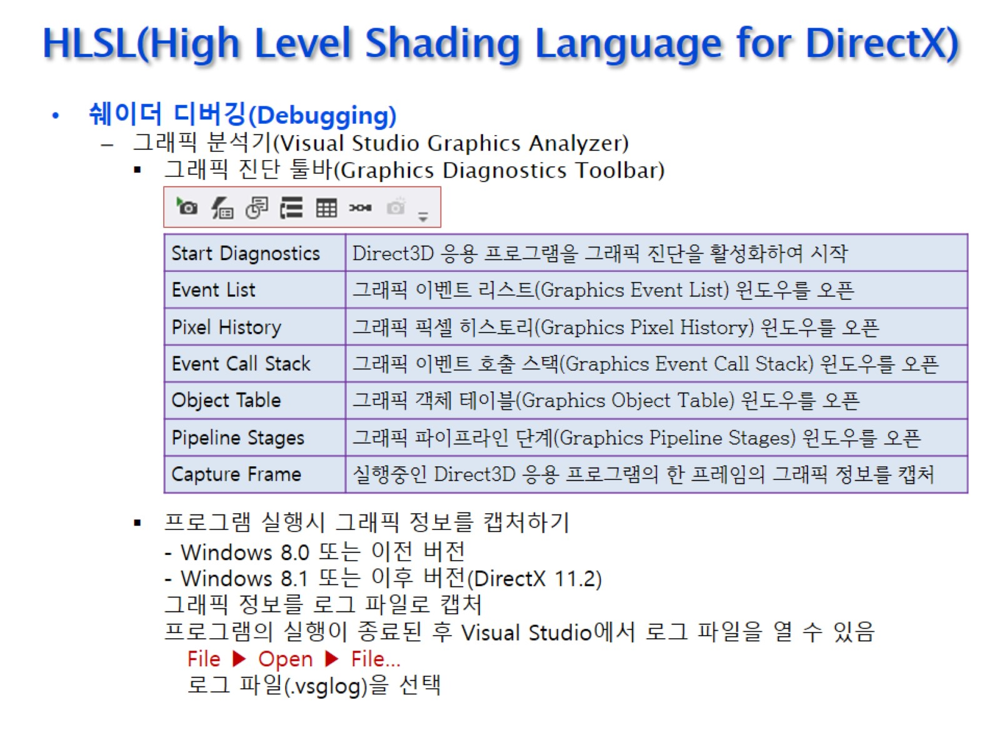 HLSL(High Level Shading Language for DirectX)
• 쉐이더 디버깅(Debugging)
– 그래픽 분석기(Visual Studio Graphics Analyzer)
▪ 그래픽 진단 툴바(Graphics Diagnostics Toolbar)
Start Diagnostics Direct3D 응용 프로그램을 그래픽 진단을 활성화하여 시작
Event List 그래픽 이벤트 리스트(Graphics Event List) 윈도우를 오픈
Pixel History 그래픽 픽셀 히스토리(Graphics Pixel History) 윈도우를 오픈
Event Call Stack 그래픽 이벤트 호출 스택(Graphics Event Call Stack) 윈도우를 오픈
Object Table 그래픽 객체 테이블(Graphics Object Table) 윈도우를 오픈
Pipeline Stages 그래픽 파이프라인 단계(Graphics Pipeline Stages) 윈도우를 오픈
Capture Frame 실행중인 Direct3D 응용 프로그램의 한 프레임의 그래픽 정보를 캡처
▪ 프로그램 실행시 그래픽 정보를 캡처하기
- Windows 8.0 또는 이전 버전
- Windows 8.1 또는 이후 버전(DirectX 11.2)
그래픽 정보를 로그 파일로 캡처
프로그램의 실행이 종료된 후 Visual Studio에서 로그 파일을 열 수 있음
File ▶ Open ▶ File...
로그 파일(.vsglog)을 선택